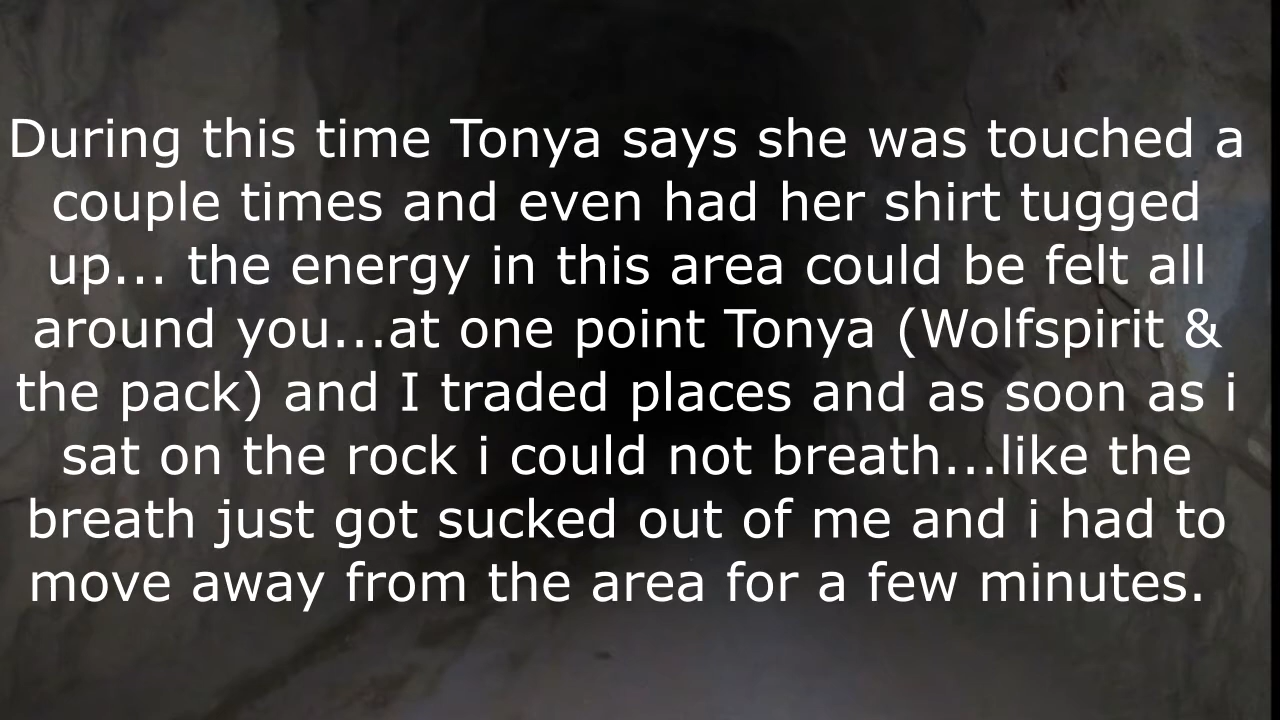 During this time Tonya says she was touched a
couple times and even had her shirt tugged
up... the energy in this area could be felt all
around you...at one point Tonya (Wolfspirit &
the pack) and I traded places and as soon as i
sat on the rock i could not breath...like the
breath just got sucked out of me and i had to
move away from the area for a few minutes.